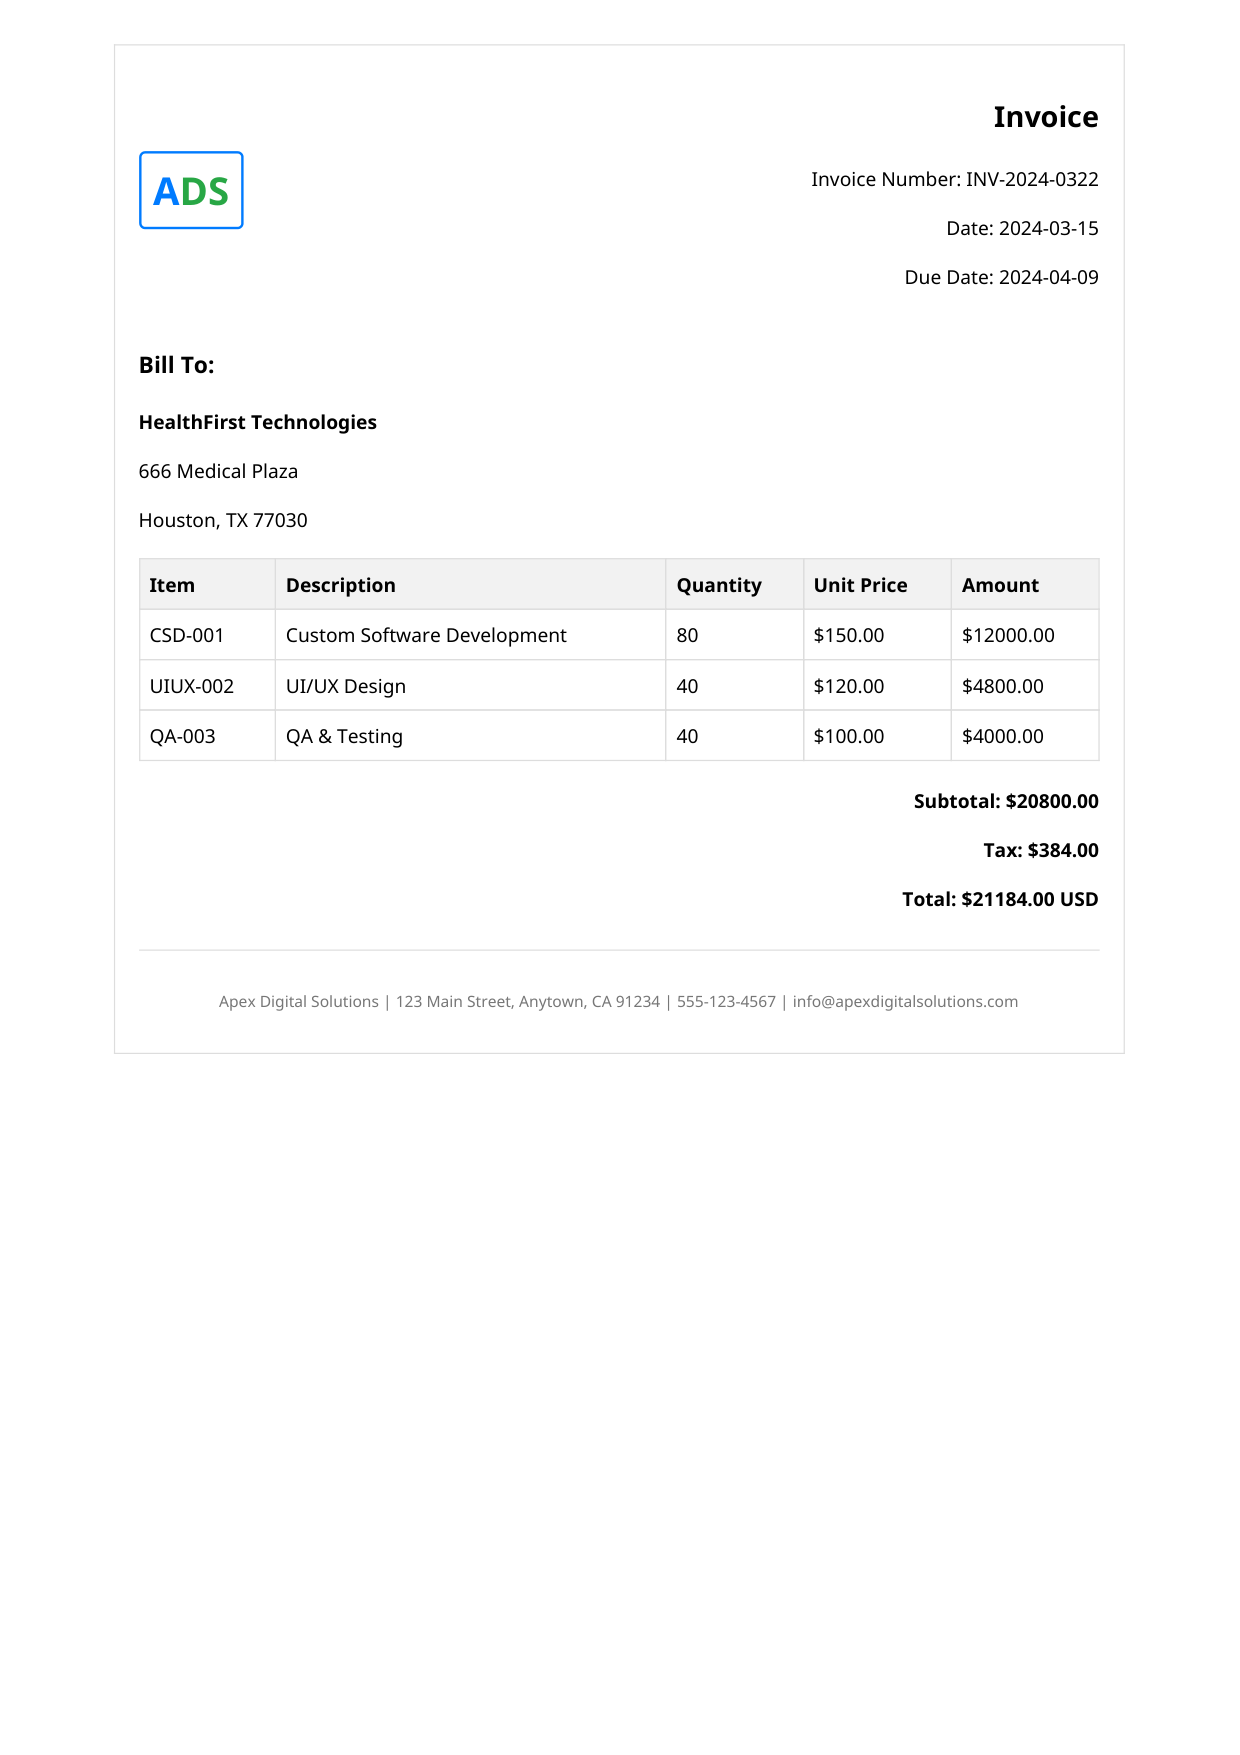 Invoice
ADS
Invoice Number: INV-2024-0322
Date: 2024-03-15
Due Date: 2024-04-09
Bill To:
HealthFirst Technologies
666 Medical Plaza
Houston, TX 77030
Item Description Quantity Unit Price Amount
CSD-001 Custom Software Development 80 $150.00 $12000.00
UIUX-002 UI/UX Design 40 $120.00 $4800.00
QA-003 QA & Testing 40 $100.00 $4000.00
Subtotal: $20800.00
Tax: $384.00
Total: $21184.00 USD
Apex Digital Solutions | 123 Main Street, Anytown, CA 91234 | 555-123-4567 | info@apexdigitalsolutions.com